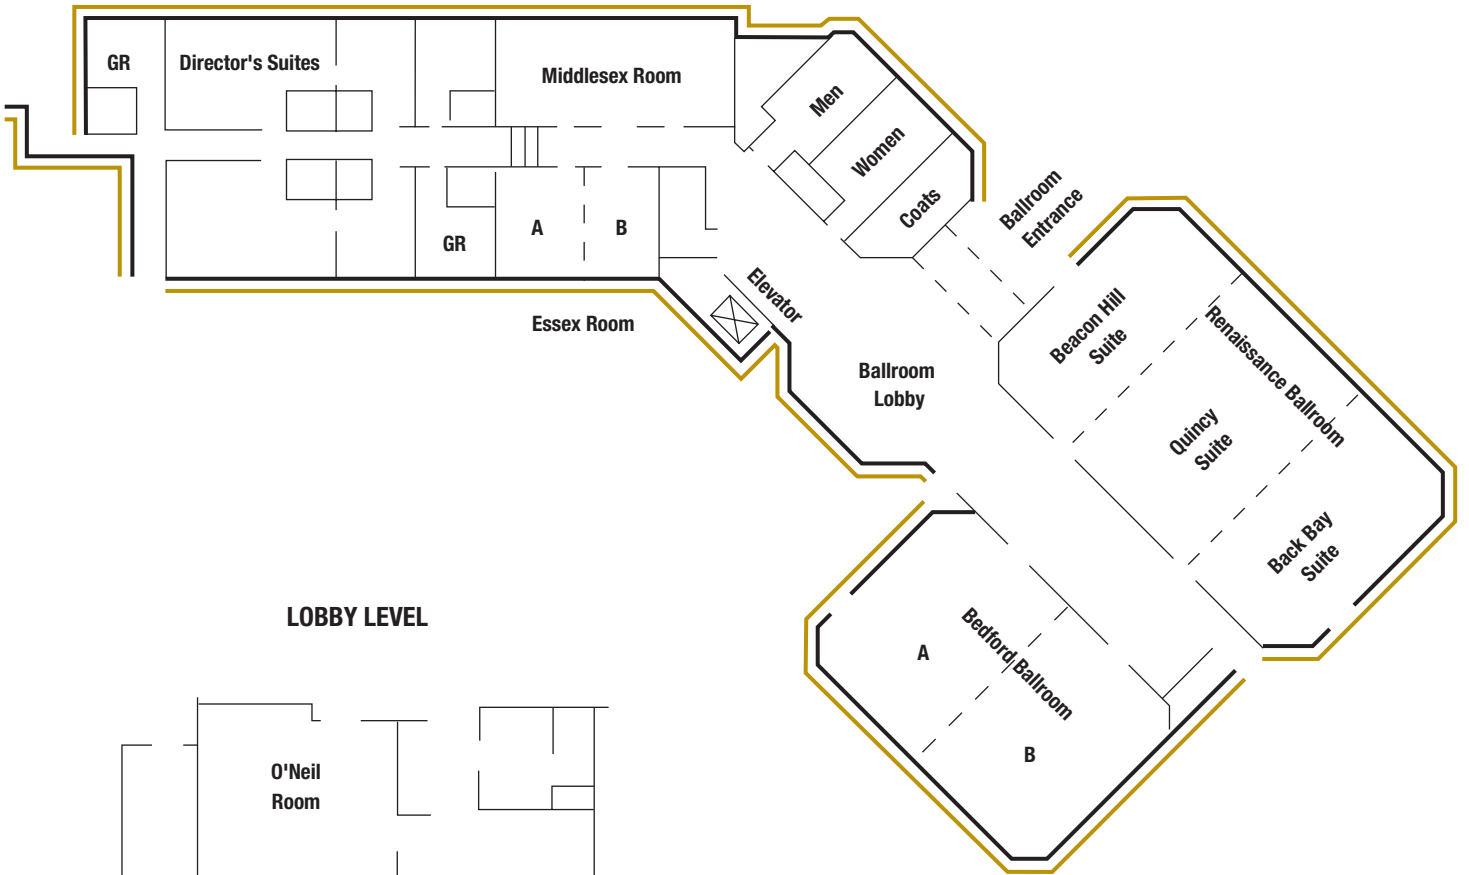 GR
Director's Suites
Middlesex Room
Men
Women
Coats
Ballroom
Entrance
GR
A
B
Essex Room
Elevator
Ballroom
Lobby
Beacon Hill
Suite
Renaissance Ballroom
Quincy
Suite
Back Bay
Suite
Bedford Ballroom
A
B
LOBBY LEVEL
O'Neil
Room